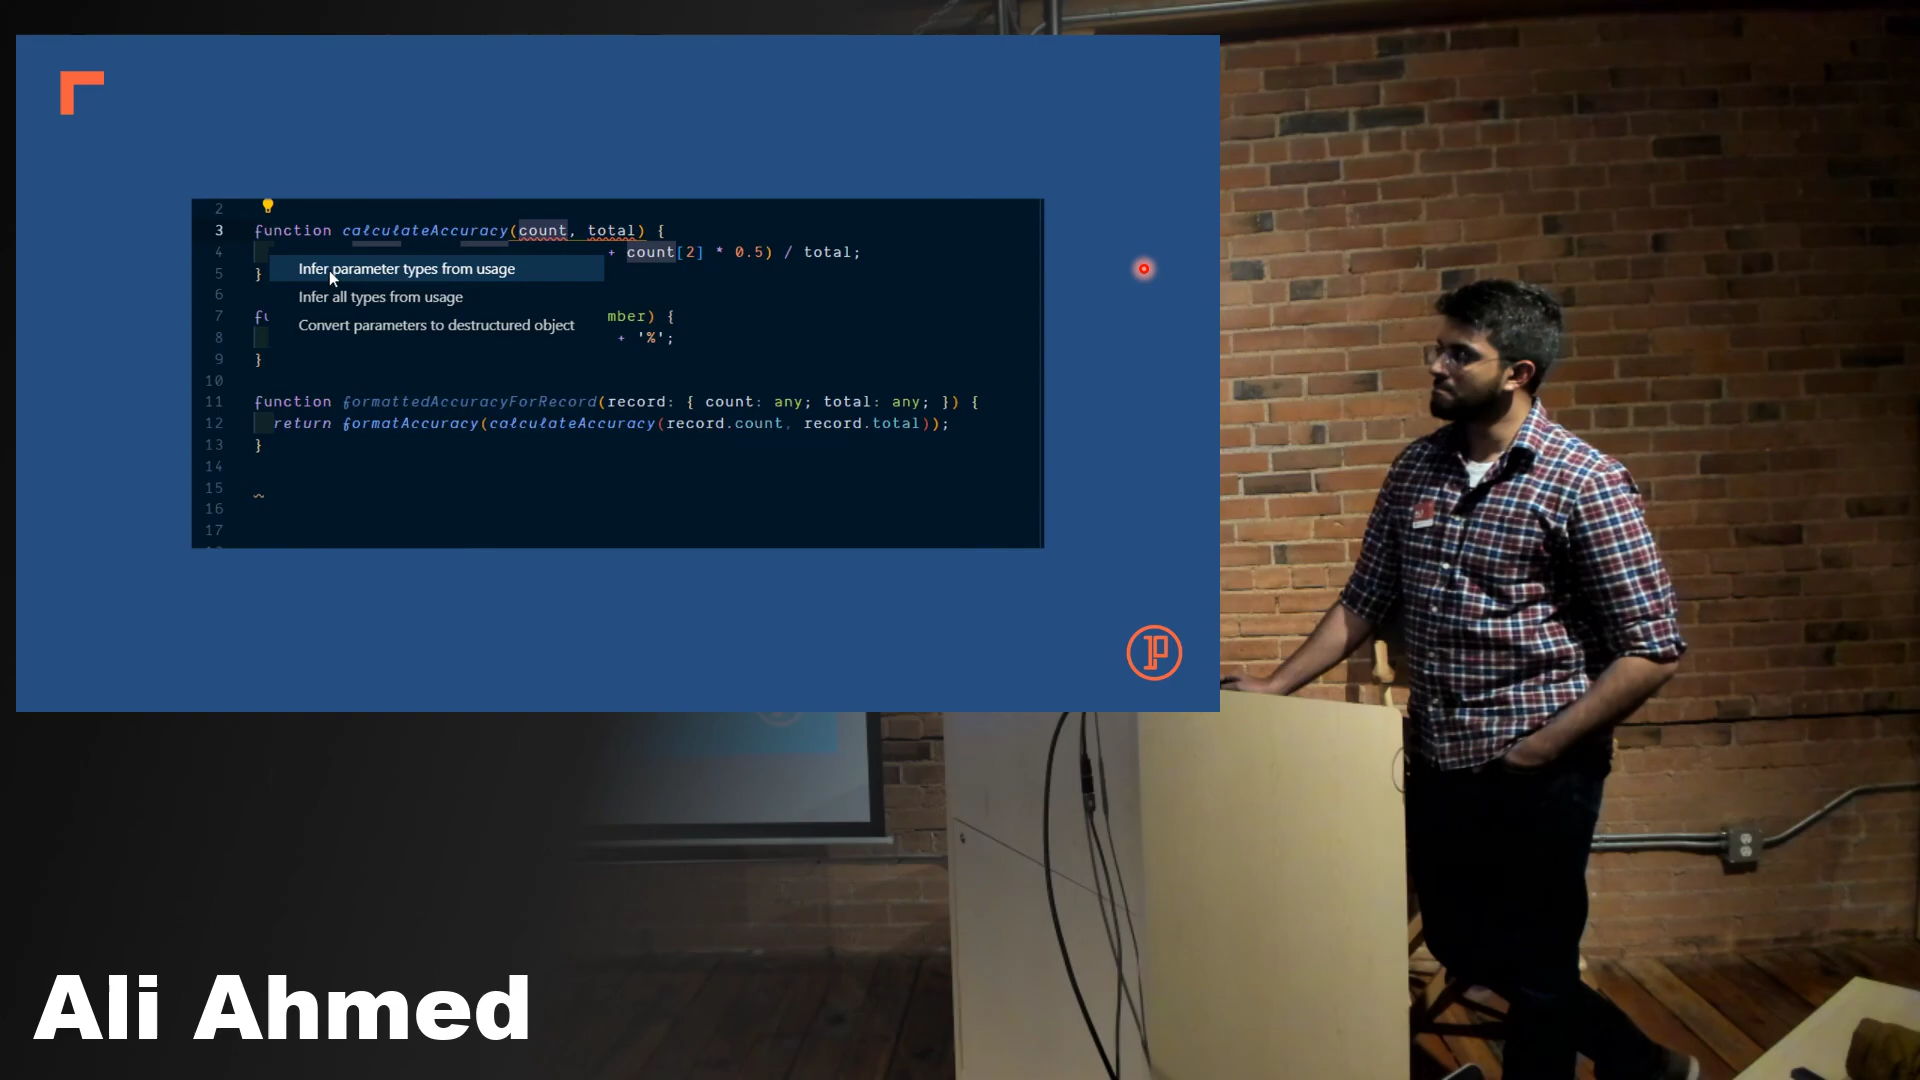 2
3 function calculateAccuracy(count, total) {
4 + count[2] * 0.5) / total;
Infer parameter types from usage
5 }
6 Infer all types from usage
7 fu mber) {
Convert parameters to destructured object
8 + '%';
9 }
10
11 function formattedAccuracyForRecord(record: { count: any; total: any; }) {
12 return formatAccuracy(calculateAccuracy(record.count, record.total));
13 }
14
15
16
17
Ali Ahmed